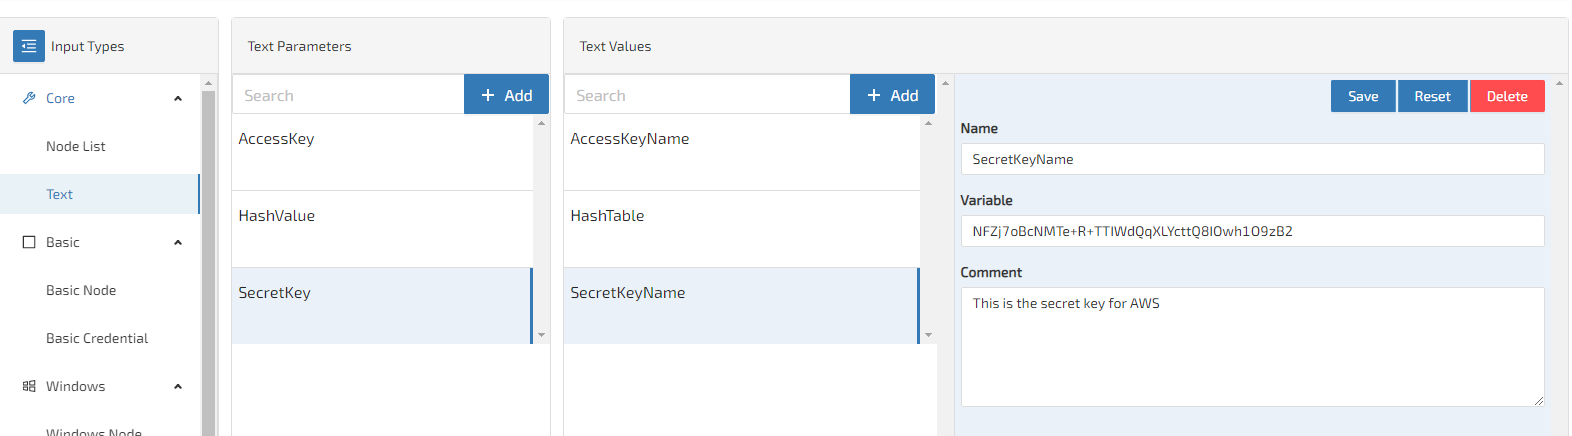 Input Types
Core
Node List
Text
Basic
Basic Node
Basic Credential
Windows
Windows Node
Text Parameters
Search
+ Add
AccessKey
HashValue
SecretKey
Text Values
Search
+ Add
AccessKeyName
HashTable
SecretKeyName
Save Reset Delete
Name
SecretKeyName
Variable
NFZj7oBcNMTe+R+TTIWdQqXLYcttQ8IOwh1O9zB2
Comment
This is the secret key for AWS